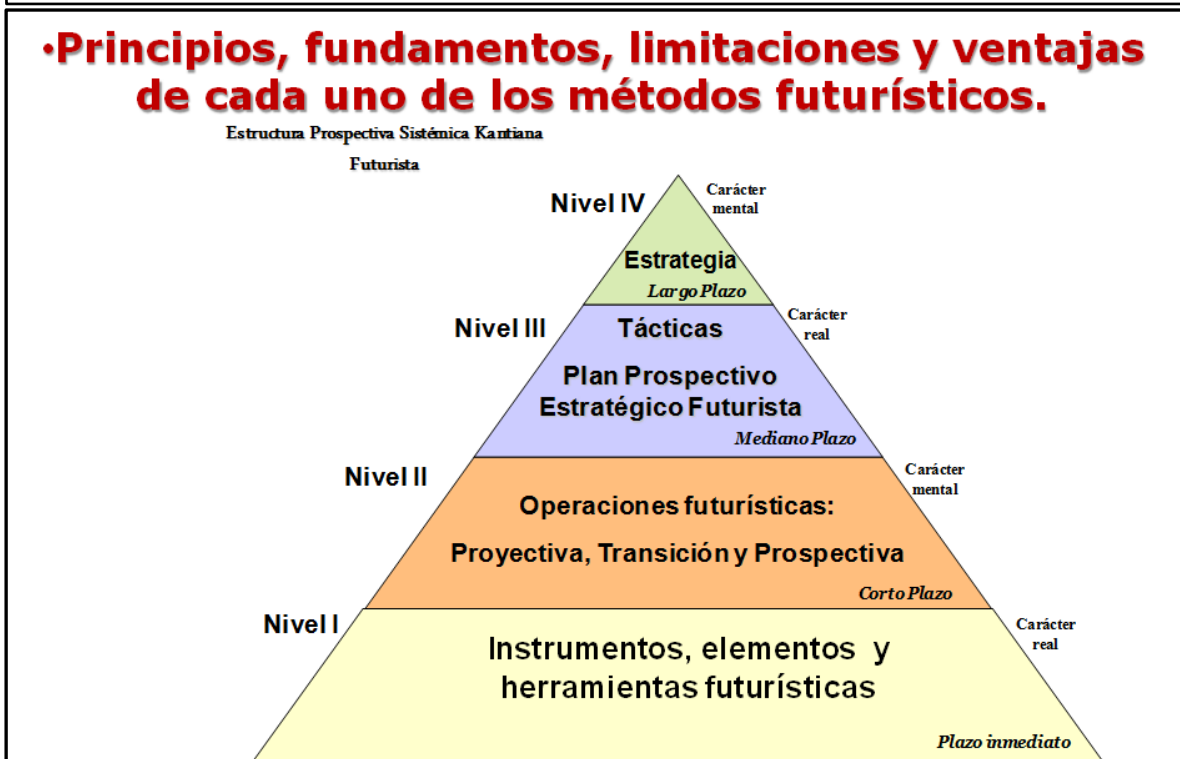 •Principios, fundamentos, limitaciones y ventajas
de cada uno de los métodos futurísticos.
Estructura Prospectiva Sistémica Kantiana
Futurista
Nivel IV
Carácter
mental
Estrategia
Largo Plazo
Nivel III
Carácter
real
Tácticas
Plan Prospectivo
Estratégico Futurista
Mediano Plazo
Nivel II
Carácter
mental
Operaciones futurísticas:
Proyectiva, Transición y Prospectiva
Corto Plazo
Nivel I
Carácter
real
Instrumentos, elementos y
herramientas futurísticas
Plazo inmediato